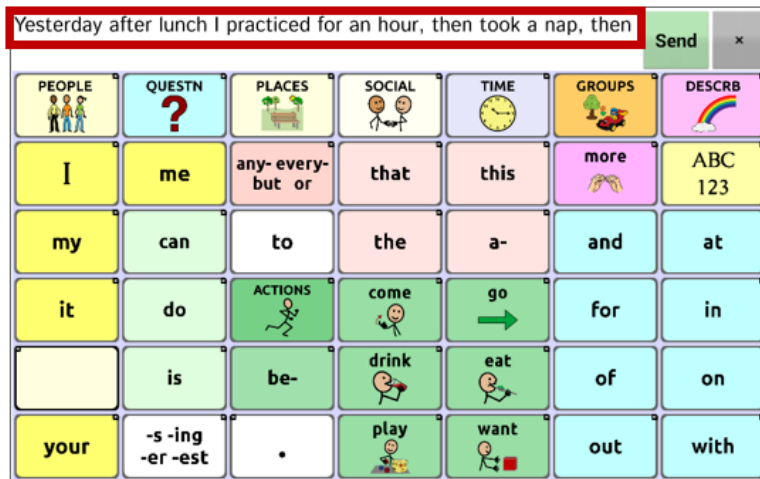 Yesterday after lunch I practiced for an hour, then took a nap, then
Send ×
PEOPLE QUESTN PLACES SOCIAL TIME GROUPS DESCRB
?
I me any- every- that this more ABC
but or 123
my can to the a- and at
it do ACTIONS come go for in
is be- drink eat of on
your -s -ing . play want out with
-er -est